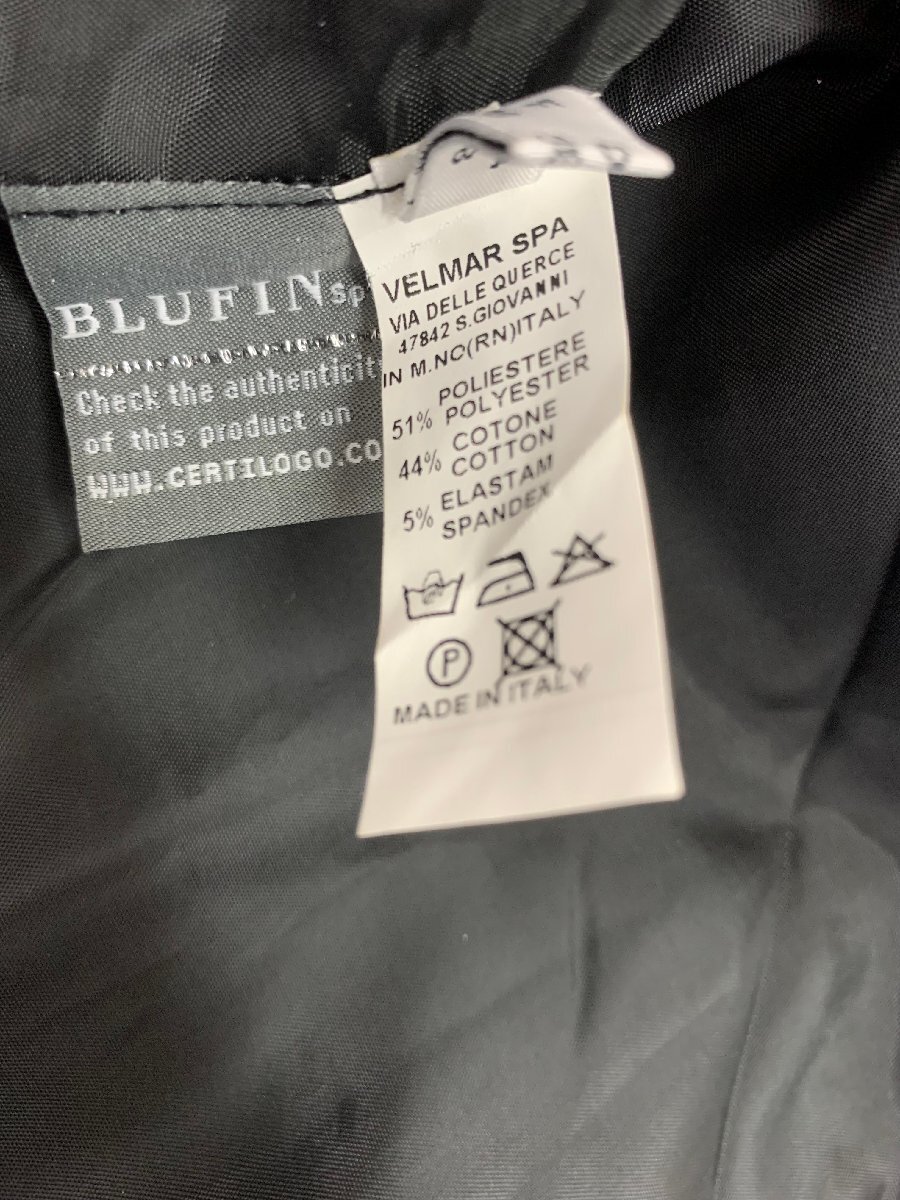 BLUFIN Sp
Check the authenticit
of this product on
WWW.CERTILOGO.CO
VELMAR SPA
VIA DELLE QUERCE
47842 S.GIOVANNI
IN M.NO(RN)ITALY
POLIESTERE
51% POLYESTER
COTONE
44% COTTON
ELASTAM
5% SPANDEX
P
MADE IN ITALY